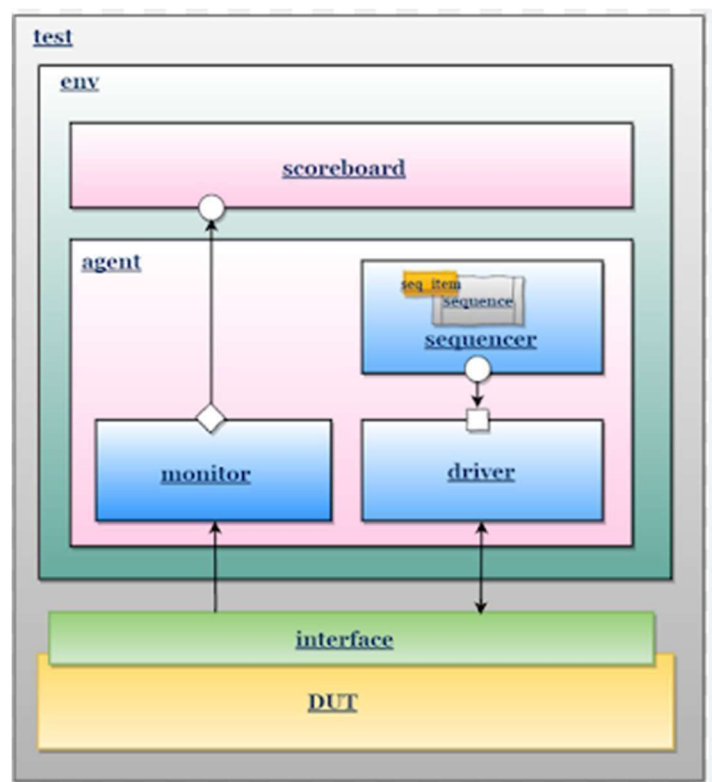 test
env
scoreboard
agent
seq_item
sequence
sequencer
monitor
driver
interface
DUT